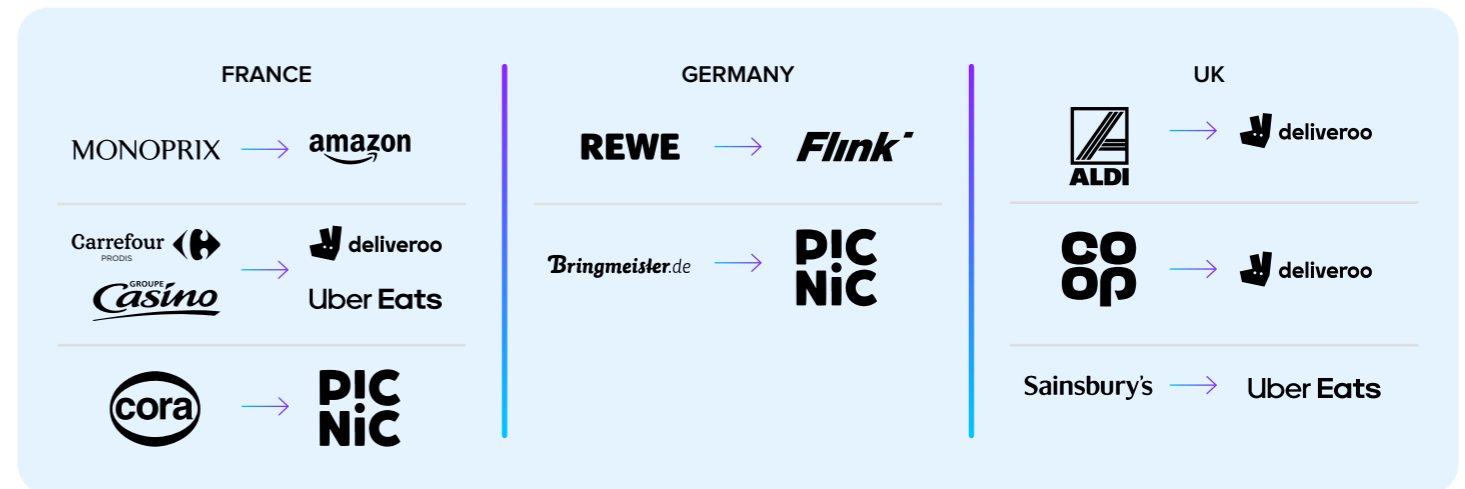 FRANCE
MONOPRIX
amazon
Carrefour
PRODIS
deliveroo
GROUPE
Casino
Uber Eats
cora
PIC
NiC
GERMANY
REWE
Flink
Bringmeister.de
PIC
NiC
UK
ALDI
deliveroo
CO
OP
deliveroo
Sainsbury's
Uber Eats